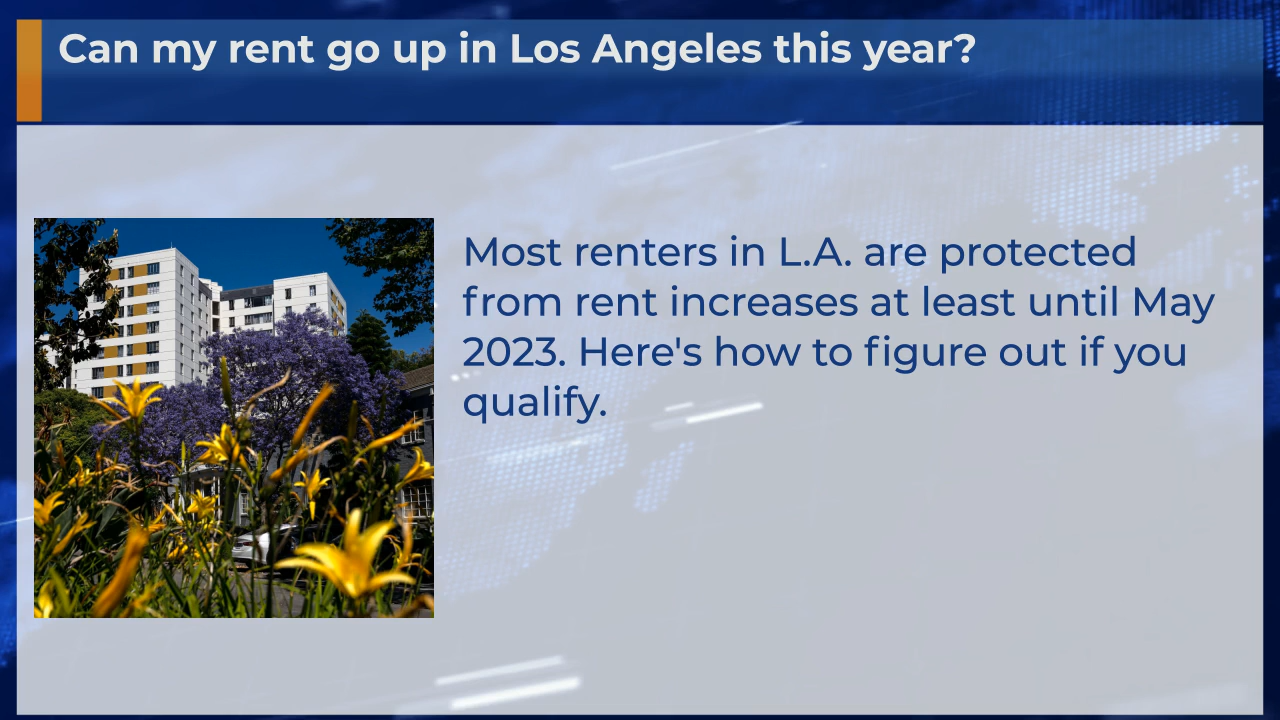 Can my rent go up in Los Angeles this year?
Most renters in L.A. are protected
from rent increases at least until May
2023. Here's how to figure out if you
qualify.